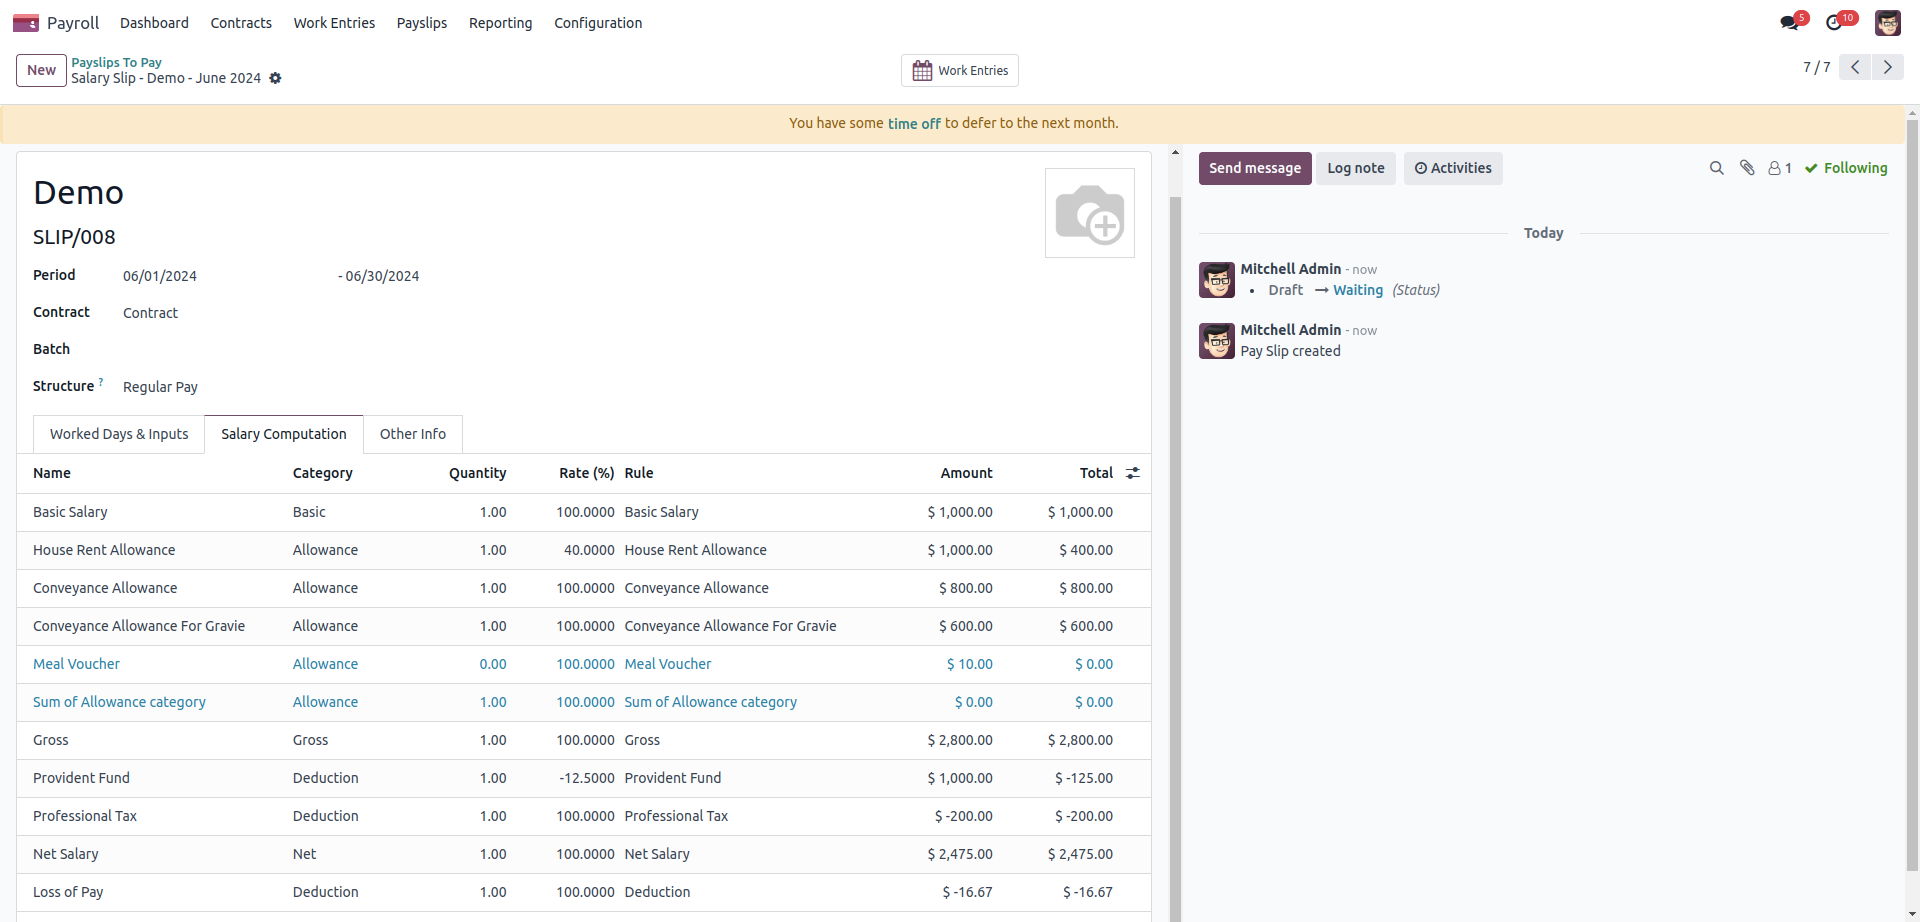 Payroll Dashboard Contracts Work Entries Payslips Reporting Configuration 5 10
New Payslips To Pay
Salary Slip - Demo - June 2024
Work Entries
7 / 7
You have some time off to defer to the next month.
Demo
SLIP/008
Period 06/01/2024 - 06/30/2024
Contract Contract
Batch
Structure ? Regular Pay
Worked Days & Inputs Salary Computation Other Info
Name Category Quantity Rate (%) Rule Amount Total
Basic Salary Basic 1.00 100.0000 Basic Salary $ 1,000.00 $ 1,000.00
House Rent Allowance Allowance 1.00 40.0000 House Rent Allowance $ 1,000.00 $ 400.00
Conveyance Allowance Allowance 1.00 100.0000 Conveyance Allowance $ 800.00 $ 800.00
Conveyance Allowance For Gravie Allowance 1.00 100.0000 Conveyance Allowance For Gravie $ 600.00 $ 600.00
Meal Voucher Allowance 0.00 100.0000 Meal Voucher $ 10.00 $ 0.00
Sum of Allowance category Allowance 1.00 100.0000 Sum of Allowance category $ 0.00 $ 0.00
Gross Gross 1.00 100.0000 Gross $ 2,800.00 $ 2,800.00
Provident Fund Deduction 1.00 -12.5000 Provident Fund $ 1,000.00 $ -125.00
Professional Tax Deduction 1.00 100.0000 Professional Tax $ -200.00 $ -200.00
Net Salary Net 1.00 100.0000 Net Salary $ 2,475.00 $ 2,475.00
Loss of Pay Deduction 1.00 100.0000 Deduction $ -16.67 $ -16.67
Send message Log note Activities 1 Following
Today
Mitchell Admin - now
• Draft → Waiting (Status)
Mitchell Admin - now
Pay Slip created